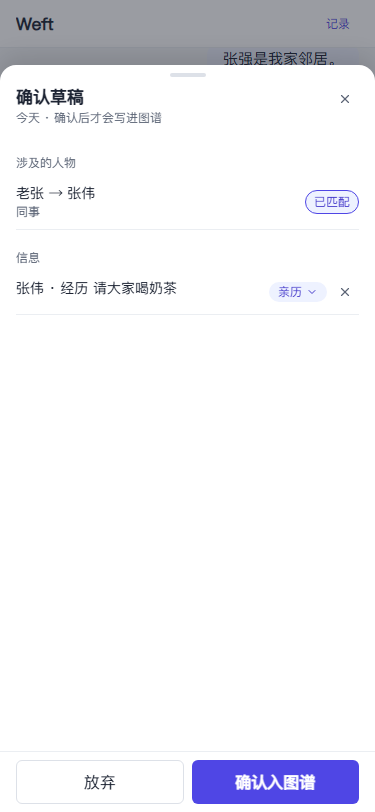 Weft
记录
张强是我家邻居。
确认草稿
今天 · 确认后才会写进图谱
涉及的人物
老张 → 张伟
同事
已匹配
信息
张伟 · 经历 请大家喝奶茶
亲历
放弃
确认入图谱